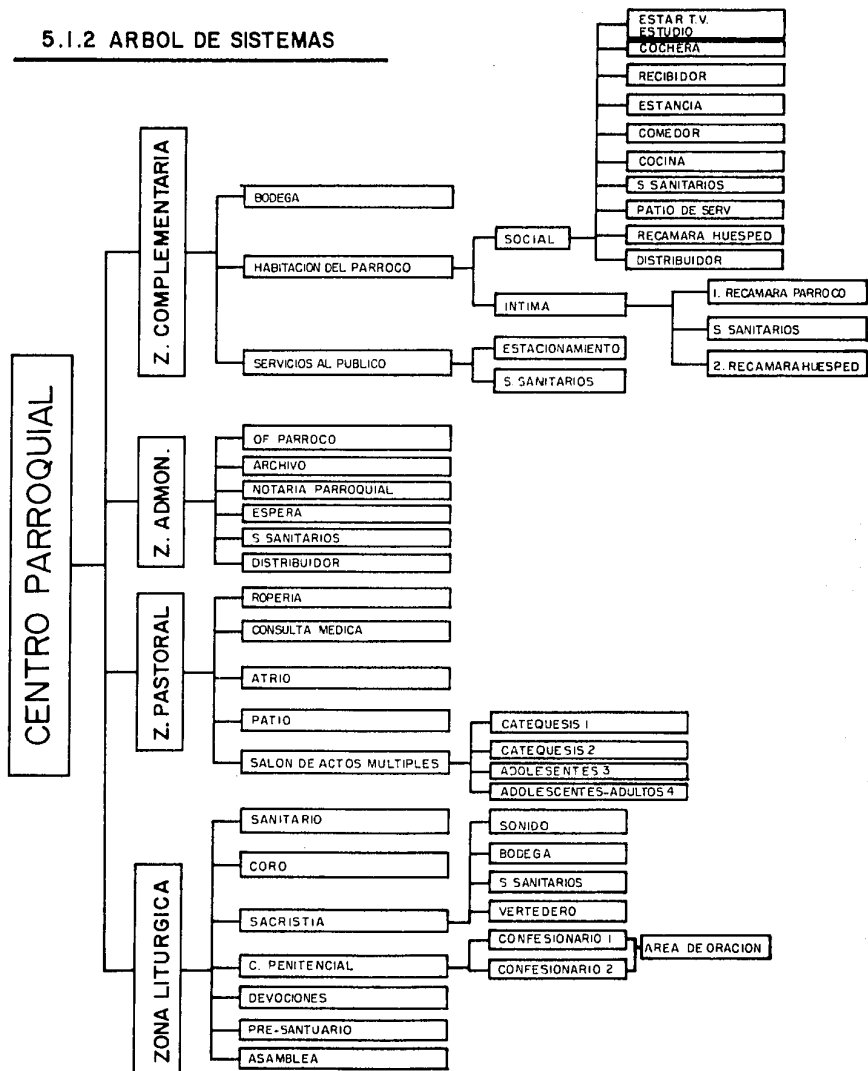 5.1.2 ARBOL DE SISTEMAS
CENTRO PARROQUIAL
Z. COMPLEMENTARIA
BODEGA
HABITACION DEL PARROCO
SOCIAL
ESTAR T.V.
ESTUDIO
COCHERA
RECIBIDOR
ESTANCIA
COMEDOR
COCINA
S SANITARIOS
PATIO DE SERV
RECAMARA HUESPED
DISTRIBUIDOR
INTIMA
1. RECAMARA PARROCO
S SANITARIOS
2. RECAMARA HUESPED
SERVICIOS AL PUBLICO
ESTACIONAMIENTO
S. SANITARIOS
Z. ADMON.
OF PARROCO
ARCHIVO
NOTARIA PARROQUIAL
ESPERA
S SANITARIOS
DISTRIBUIDOR
Z. PASTORAL
ROPERIA
CONSULTA MEDICA
ATRIO
PATIO
SALON DE ACTOS MULTIPLES
CATEQUESIS 1
CATEQUESIS 2
ADOLESENTES 3
ADOLESCENTES-ADULTOS 4
ZONA LITURGICA
SANITARIO
CORO
SACRISTIA
SONIDO
BODEGA
S SANITARIOS
VERTEDERO
C. PENITENCIAL
CONFESIONARIO 1
CONFESIONARIO 2
AREA DE ORACION
DEVOCIONES
PRE-SANTUARIO
ASAMBLEA